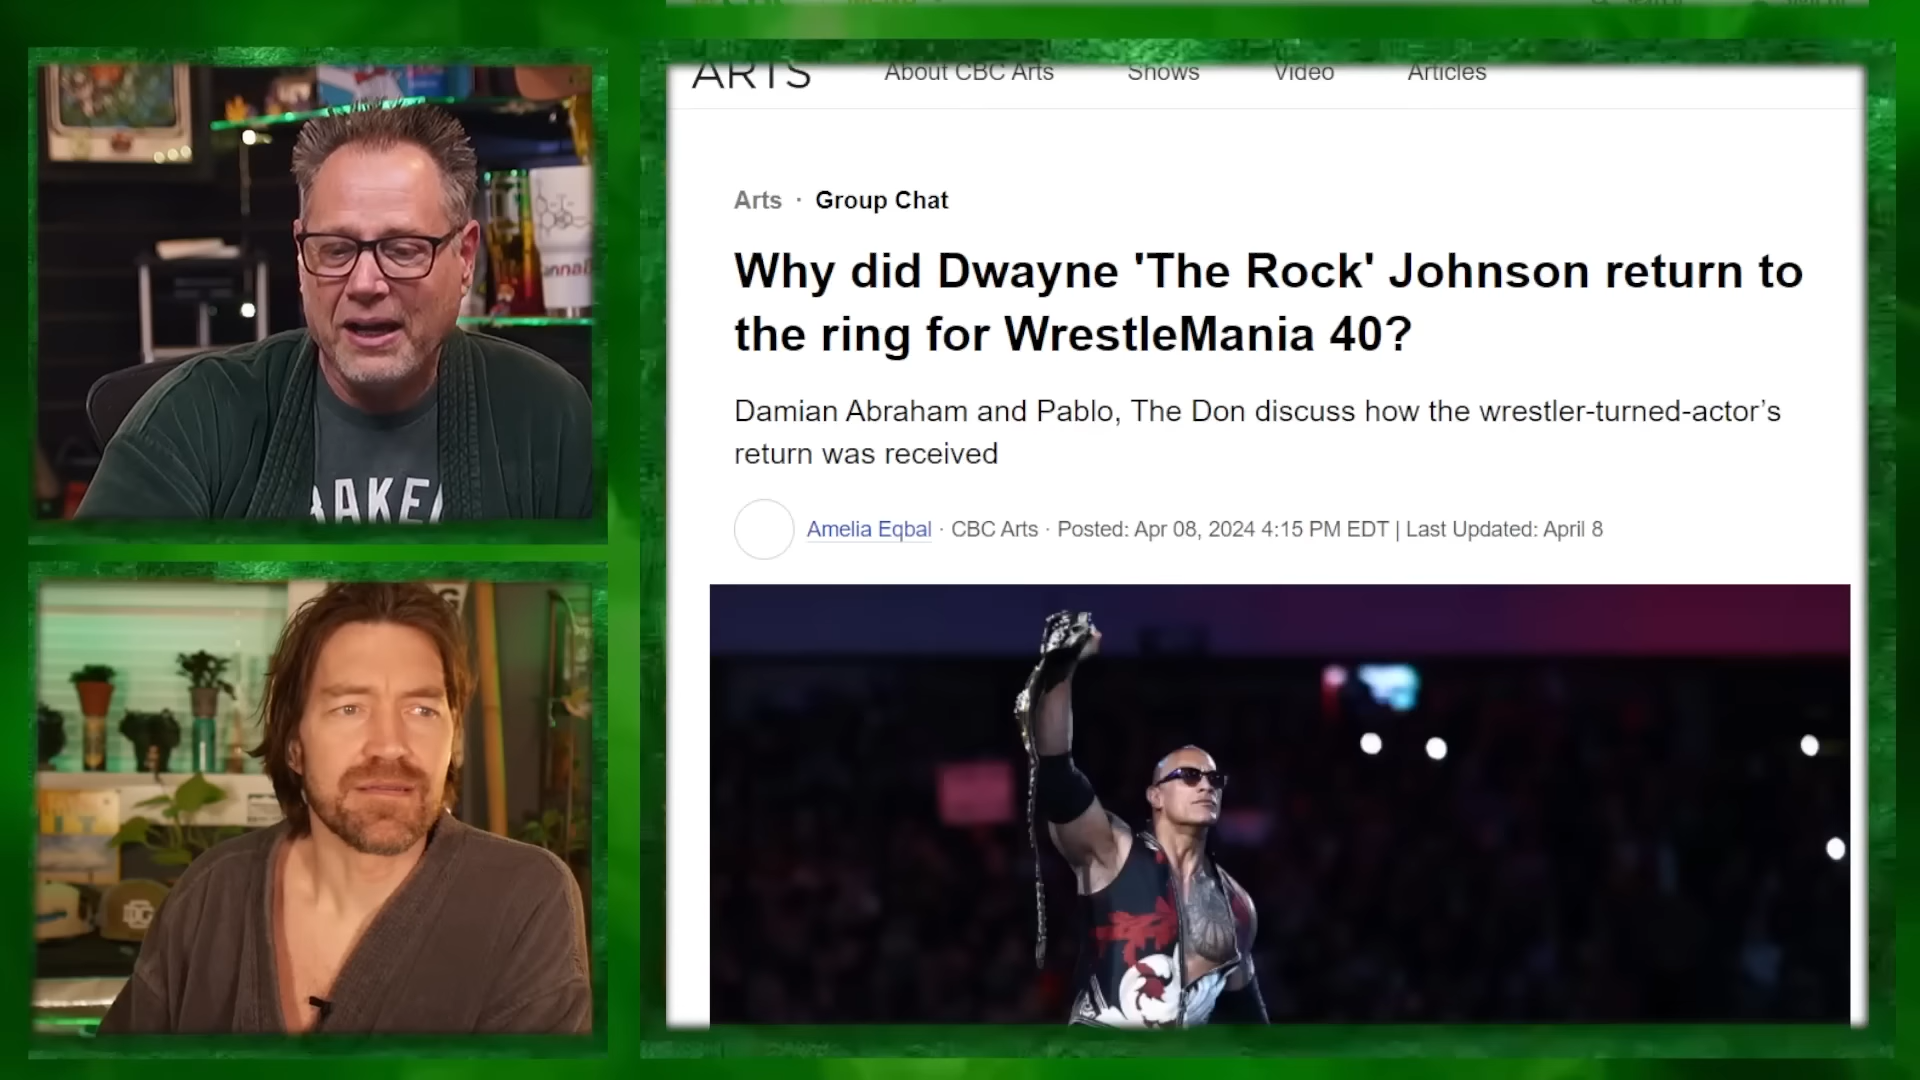 ARTS About CBC Arts Shows Video Articles
Arts · Group Chat
Why did Dwayne 'The Rock' Johnson return to
the ring for WrestleMania 40?
Damian Abraham and Pablo, The Don discuss how the wrestler-turned-actor’s
return was received
Amelia Eqbal · CBC Arts · Posted: Apr 08, 2024 4:15 PM EDT | Last Updated: April 8
BAKE